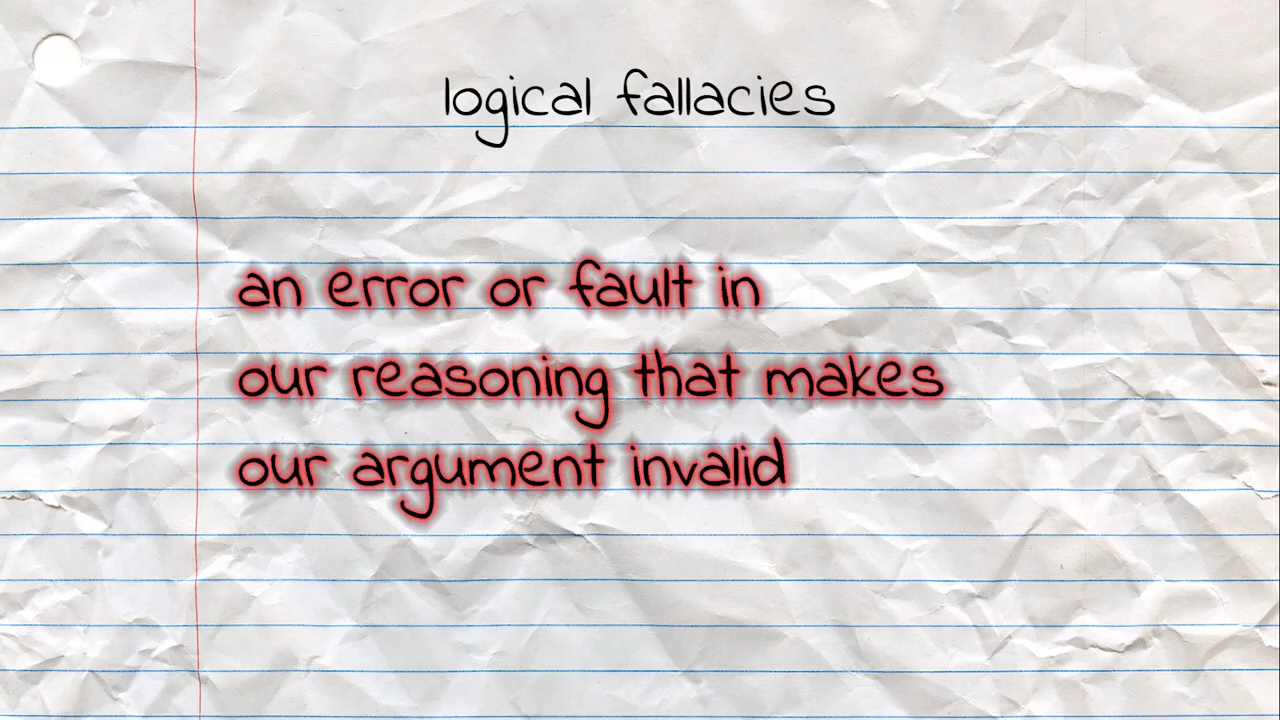 logical fallacies
an error or fault in
our reasoning that makes
our argument invalid